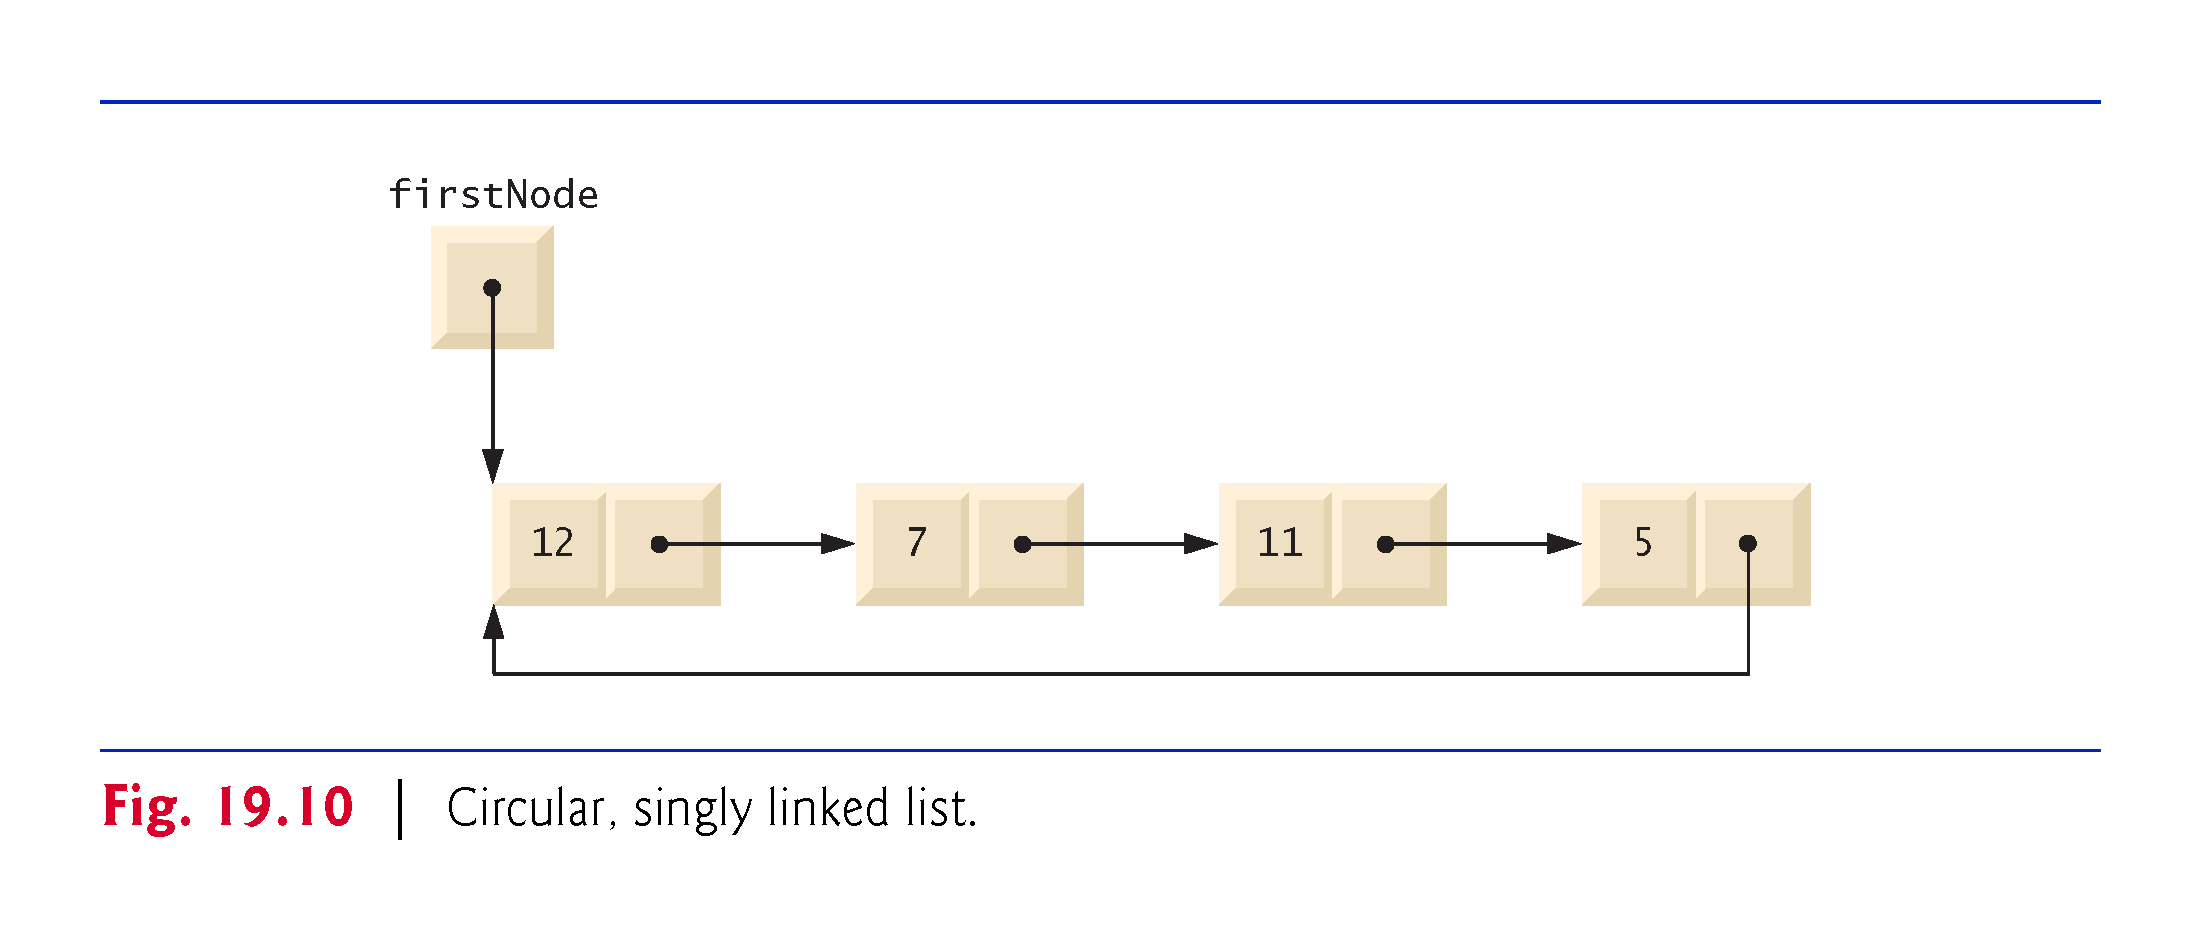 firstNode
12 7 11 5
Fig. 19.10 | Circular, singly linked list.